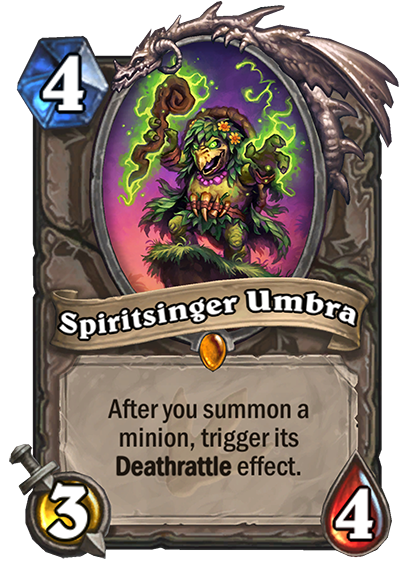 4
Spiritsinger Umbra
After you summon a
minion, trigger its
Deathrattle effect.
3
4